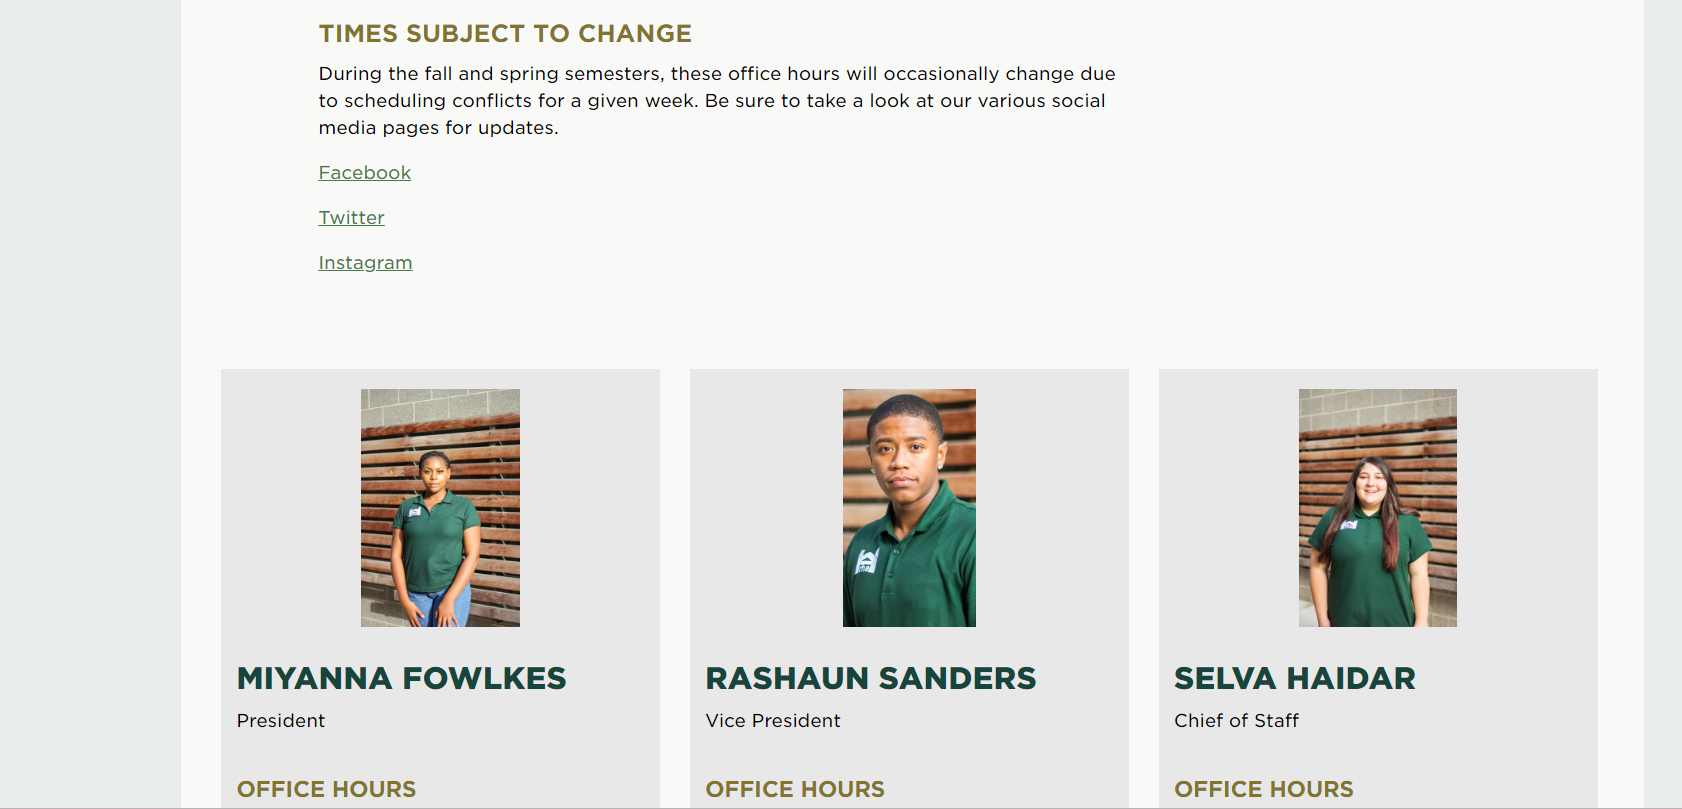 TIMES SUBJECT TO CHANGE
During the fall and spring semesters, these office hours will occasionally change due
to scheduling conflicts for a given week. Be sure to take a look at our various social
media pages for updates.
Facebook
Twitter
Instagram
MIYANNA FOWLKES
President
OFFICE HOURS
RASHAUN SANDERS
Vice President
OFFICE HOURS
SELVA HAIDAR
Chief of Staff
OFFICE HOURS